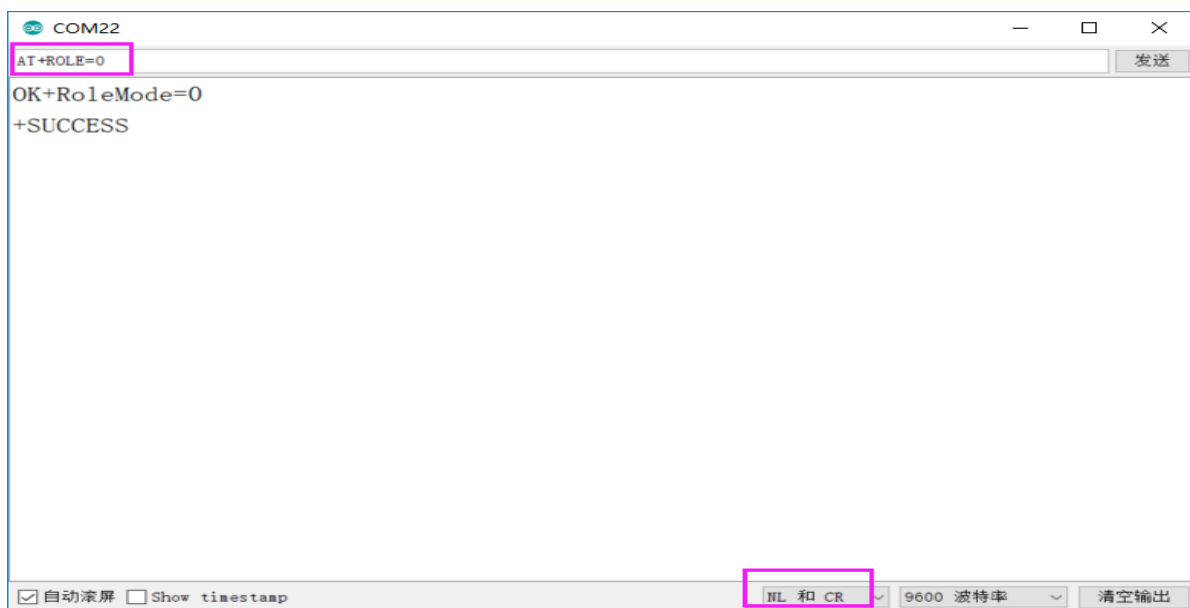 COM22
AT+ROLE=0
发送
OK+RoleMode=0
+SUCCESS
自动滚屏 Show timestamp NL 和 CR 9600 波特率 清空输出